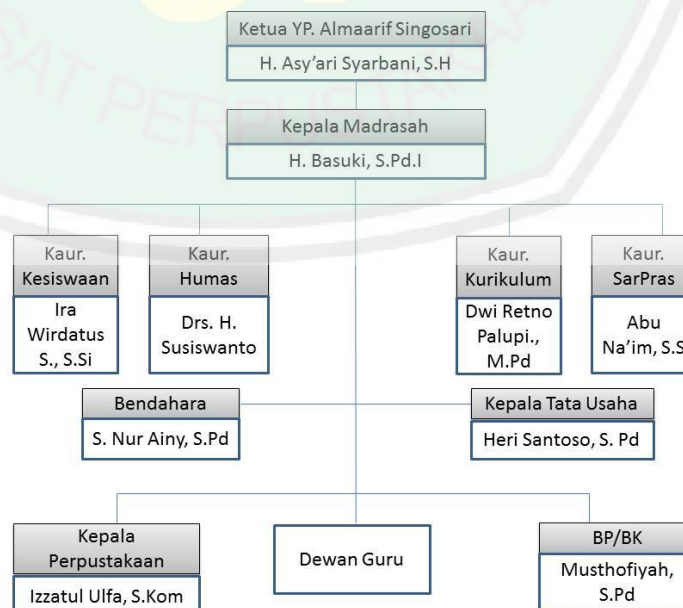 SAT PERPUSTAKAA
Ketua YP. Almaarif Singosari
H. Asy'ari Syarbani, S.H
Kepala Madrasah
H. Basuki, S.Pd.I
Kaur.
Kesiswaan
Ira
Wirdatus
S., S.Si
Kaur.
Humas
Drs. H.
Susiswanto
Kaur.
Kurikulum
Dwi Retno
Palupi.,
M.Pd
Kaur.
SarPras
Abu
Na'im, S.S
Bendahara
S. Nur Ainy, S.Pd
Kepala Tata Usaha
Heri Santoso, S. Pd
Kepala
Perpustakaan
Izzatul Ulfa, S.Kom
Dewan Guru
BP/BK
Musthofiyah,
S.Pd